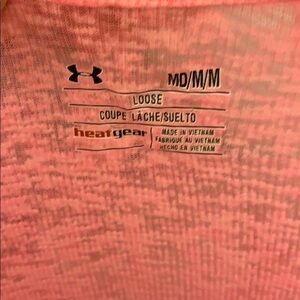 MD/M/M
LOOSE
COUPE LÂCHE/SUELTO
heatgear
MADE IN VIETNAM
FABRIQUÉ AU VIETNAM
HECHO EN VIETNAM